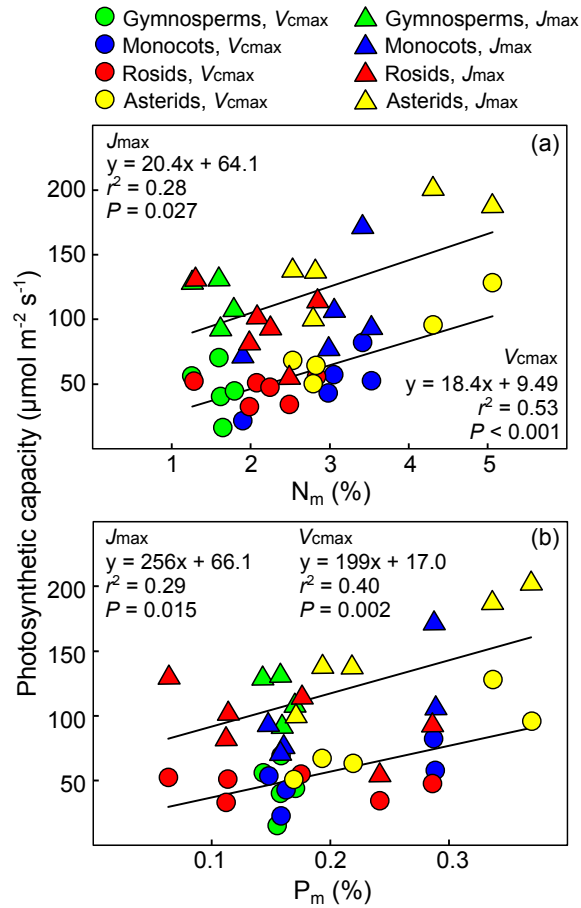 Gymnosperms, Vcmax
Gymnosperms, Jmax
Monocots, Vcmax
Monocots, Jmax
Rosids, Vcmax
Rosids, Jmax
Asterids, Vcmax
Asterids, Jmax
Photosynthetic capacity (μmol m⁻² s⁻¹)
(a)
Jmax
y = 20.4x + 64.1
r² = 0.28
P = 0.027
200
150
100
50
Vcmax
y = 18.4x + 9.49
r² = 0.53
P < 0.001
1 2 3 4 5
Nm (%)
(b)
Jmax
y = 256x + 66.1
r² = 0.29
P = 0.015
Vcmax
y = 199x + 17.0
r² = 0.40
P = 0.002
200
150
100
50
0
0.1 0.2 0.3
Pm (%)